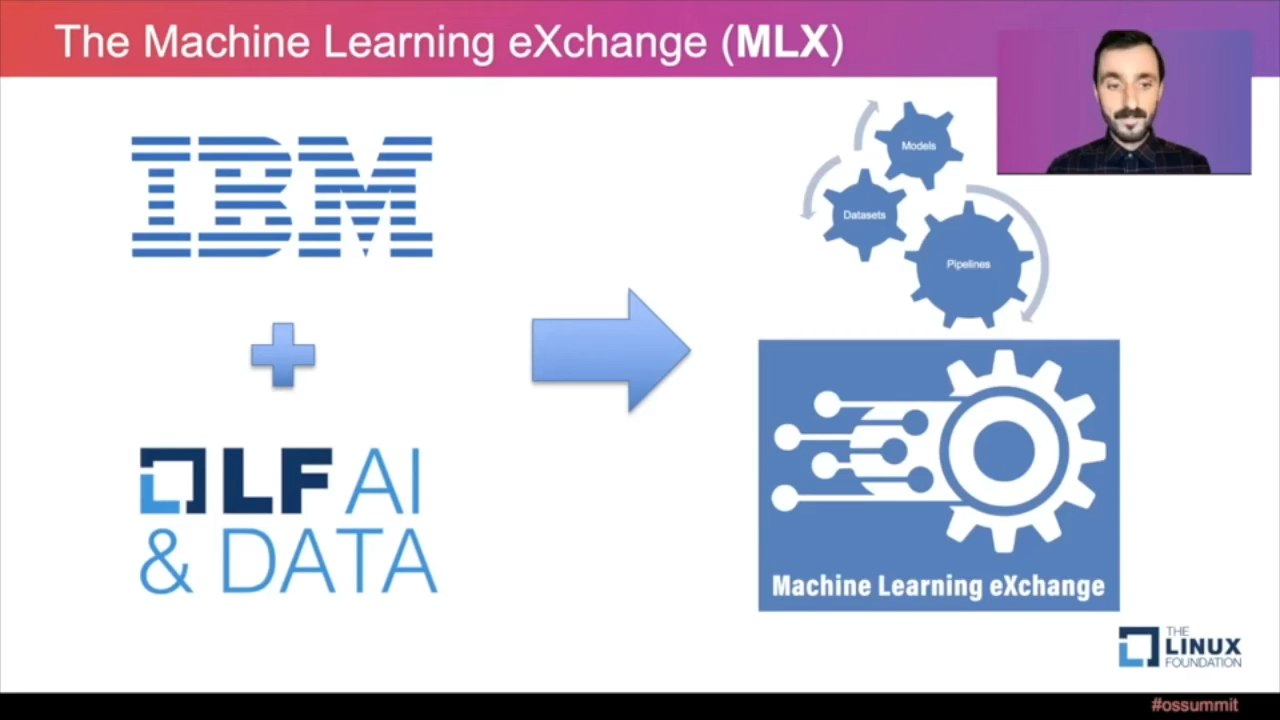 The Machine Learning eXchange (MLX)
IBM
LF AI
& DATA
Models
Datasets
Pipelines
Machine Learning eXchange
THE
LINUX
FOUNDATION
#ossummit